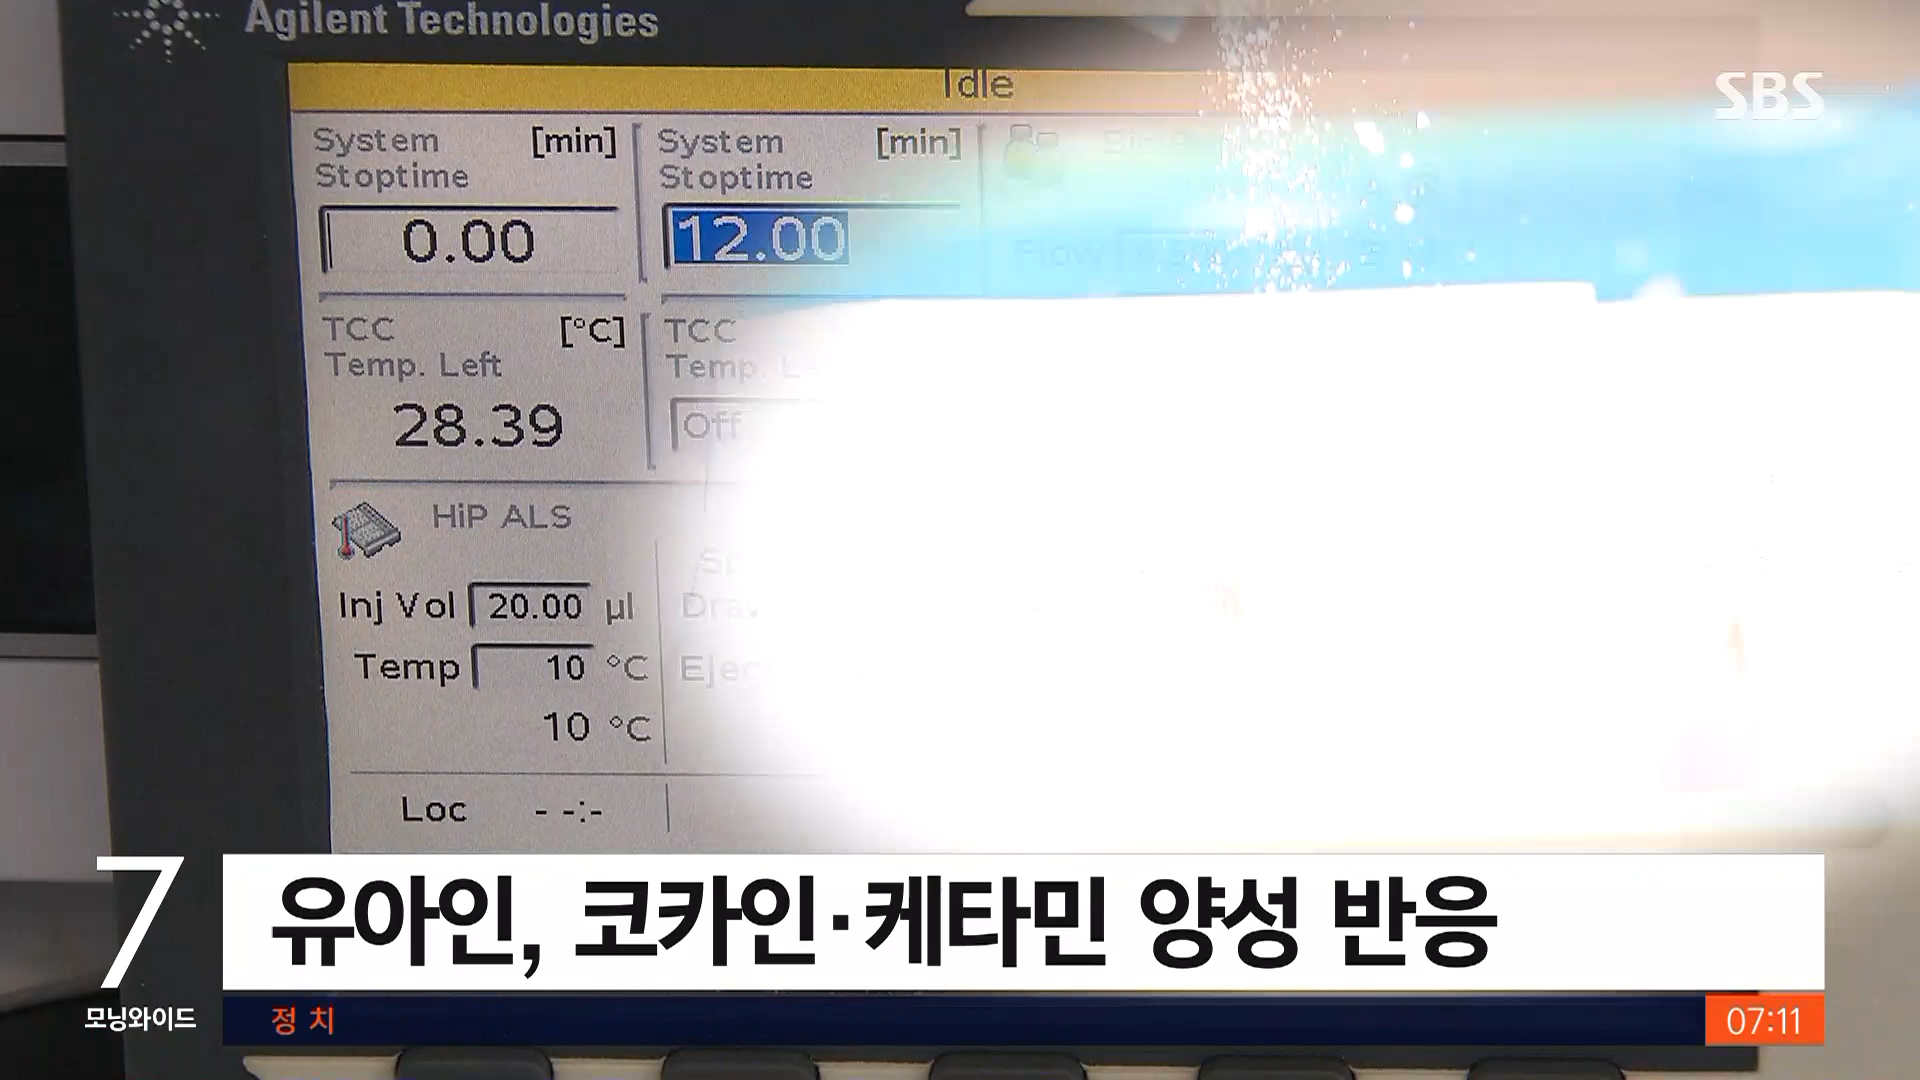 Agilent Technologies
Idle
SBS
System [min]
Stoptime
0.00
System [min]
Stoptime
12.00
Flow
TCC [°C]
Temp. Left
28.39
TCC
Temp.
Off
HiP ALS
Inj Vol 20.00 µl
Temp 10 °C
10 °C
Loc - -:-
7
유아인, 코카인·케타민 양성 반응
모닝와이드
정치
07:11